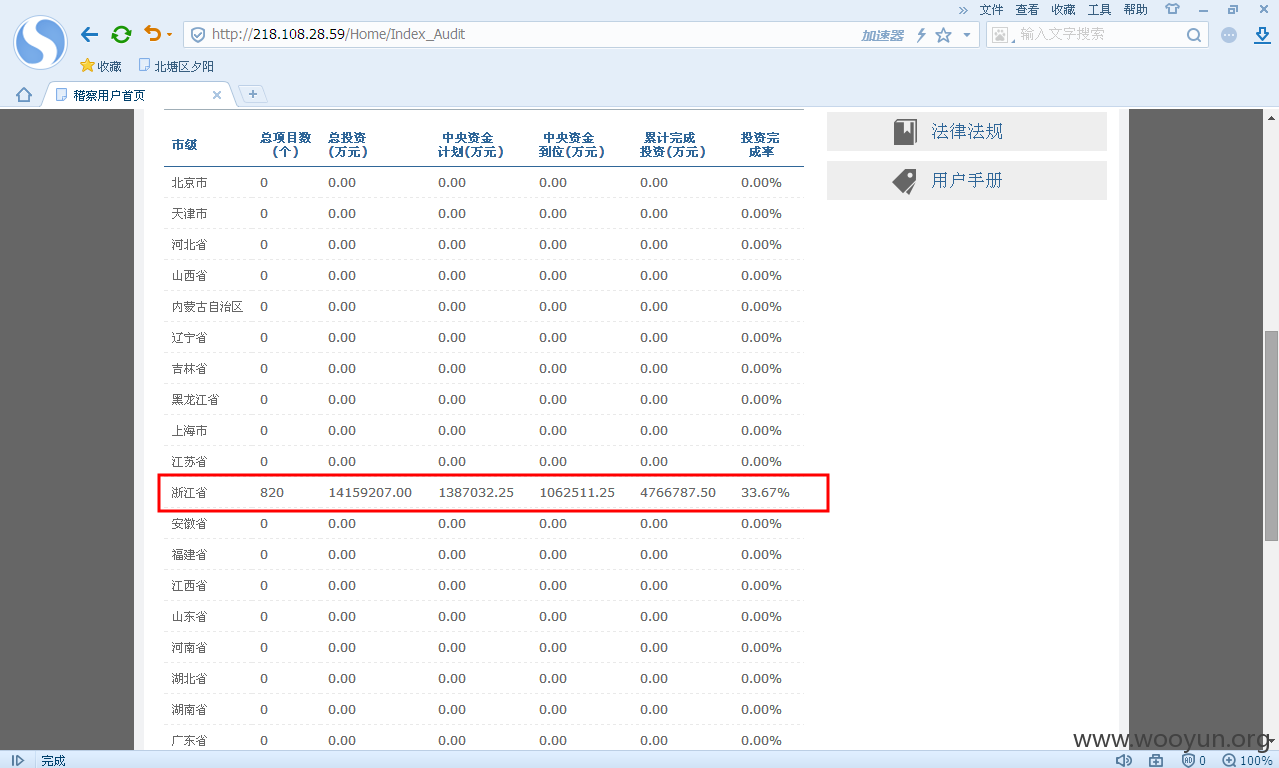 » 文件 查看 收藏 工具 帮助
http://218.108.28.59/Home/Index_Audit 加速器 输入文字搜索
收藏 北塘区夕阳
稽察用户首页
市级 总项目数(个) 总投资(万元) 中央资金计划(万元) 中央资金到位(万元) 累计完成投资(万元) 投资完成率
北京市 0 0.00 0.00 0.00 0.00 0.00%
天津市 0 0.00 0.00 0.00 0.00 0.00%
河北省 0 0.00 0.00 0.00 0.00 0.00%
山西省 0 0.00 0.00 0.00 0.00 0.00%
内蒙古自治区 0 0.00 0.00 0.00 0.00 0.00%
辽宁省 0 0.00 0.00 0.00 0.00 0.00%
吉林省 0 0.00 0.00 0.00 0.00 0.00%
黑龙江省 0 0.00 0.00 0.00 0.00 0.00%
上海市 0 0.00 0.00 0.00 0.00 0.00%
江苏省 0 0.00 0.00 0.00 0.00 0.00%
浙江省 820 14159207.00 1387032.25 1062511.25 4766787.50 33.67%
安徽省 0 0.00 0.00 0.00 0.00 0.00%
福建省 0 0.00 0.00 0.00 0.00 0.00%
江西省 0 0.00 0.00 0.00 0.00 0.00%
山东省 0 0.00 0.00 0.00 0.00 0.00%
河南省 0 0.00 0.00 0.00 0.00 0.00%
湖北省 0 0.00 0.00 0.00 0.00 0.00%
湖南省 0 0.00 0.00 0.00 0.00 0.00%
广东省 0 0.00 0.00 0.00 0.00 0.00%
法律法规
用户手册
www.wooyun.org
完成 0 100%